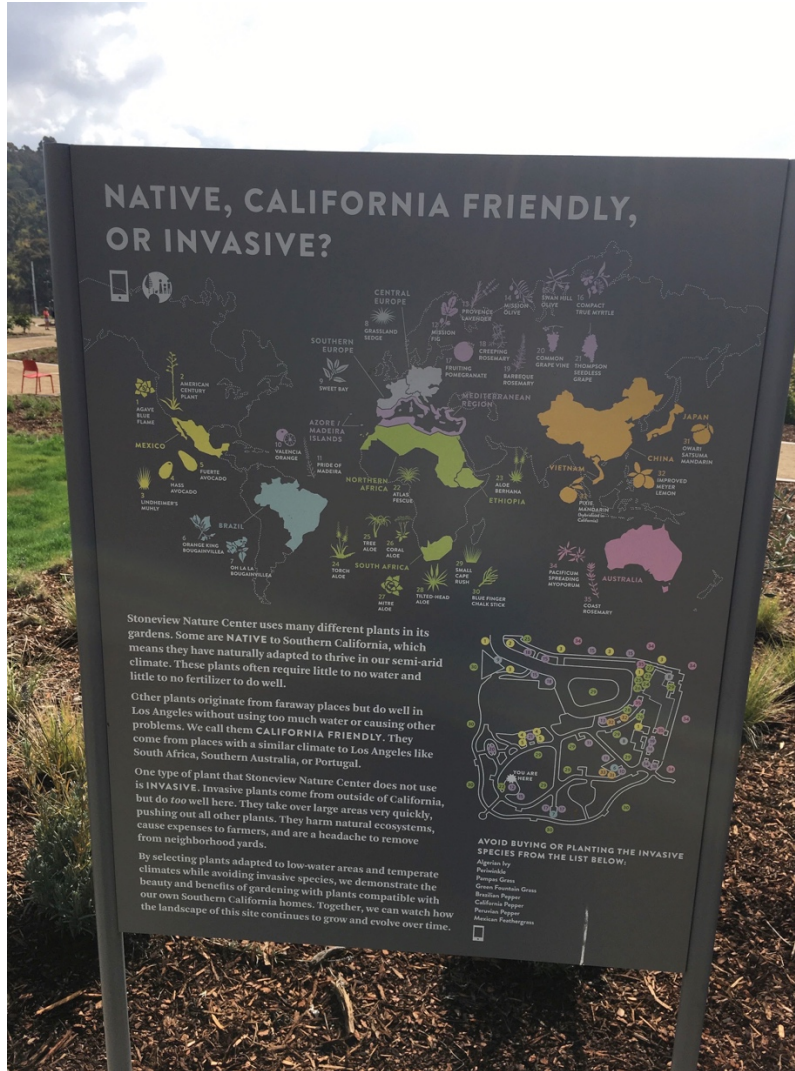 NATIVE, CALIFORNIA FRIENDLY,
OR INVASIVE?
CENTRAL
EUROPE
8
GRASSLAND
SEDGE
SOUTHERN
EUROPE
9
SWEET BAY
12
MISSION
FIG
13
PROVENCE
LAVENDER
14
MISSION
OLIVE
SWAN HILL
OLIVE
16
COMPACT
TRUE MYRTLE
17
FRUITING
POMEGRANATE
18
CREEPING
ROSEMARY
19
BARBEQUE
ROSEMARY
20
COMMON
GRAPE VINE
21
THOMPSON
SEEDLESS
GRAPE
MEDITERRANEAN
REGION
1
AGAVE
BLUE
FLAME
2
AMERICAN
CENTURY
PLANT
MEXICO
3
LINDHEIMER'S
MUHLY
4
HASS
AVOCADO
5
FUERTE
AVOCADO
AZORE /
MADEIRA
ISLANDS
10
VALENCIA
ORANGE
11
PRIDE OF
MADEIRA
BRAZIL
6
ORANGE KING
BOUGAINVILLEA
7
OH LA LA
BOUGAINVILLEA
NORTHERN
AFRICA
22
ATLAS
FESCUE
23
ALOE
BERHANA
ETHIOPIA
SOUTH AFRICA
24
TORCH
ALOE
25
TREE
ALOE
26
CORAL
ALOE
27
MITRE
ALOE
28
TILTED-HEAD
ALOE
29
SMALL
CAPE
RUSH
30
BLUE FINGER
CHALK STICK
JAPAN
31
OWARI
SATSUMA
MANDARIN
CHINA
32
IMPROVED
MEYER
LEMON
VIETNAM
33
PIXIE
MANDARIN
(hybridized in
California)
AUSTRALIA
34
PACIFICUM
SPREADING
MYOPORUM
35
COAST
ROSEMARY
Stoneview Nature Center uses many different plants in its
gardens. Some are NATIVE to Southern California, which
means they have naturally adapted to thrive in our semi-arid
climate. These plants often require little to no water and
little to no fertilizer to do well.
Other plants originate from faraway places but do well in
Los Angeles without using too much water or causing other
problems. We call them CALIFORNIA FRIENDLY. They
come from places with a similar climate to Los Angeles like
South Africa, Southern Australia, or Portugal.
One type of plant that Stoneview Nature Center does not use
is INVASIVE. Invasive plants come from outside of California,
but do too well here. They take over large areas very quickly,
pushing out all other plants. They harm natural ecosystems,
cause expenses to farmers, and are a headache to remove
from neighborhood yards.
By selecting plants adapted to low-water areas and temperate
climates while avoiding invasive species, we demonstrate the
beauty and benefits of gardening with plants compatible with
our own Southern California homes. Together, we can watch how
the landscape of this site continues to grow and evolve over time.
YOU ARE
HERE
AVOID BUYING OR PLANTING THE INVASIVE
SPECIES FROM THE LIST BELOW:
Algerian Ivy
Periwinkle
Pampas Grass
Green Fountain Grass
Brazilian Pepper
California Pepper
Peruvian Pepper
Mexican Feathergrass